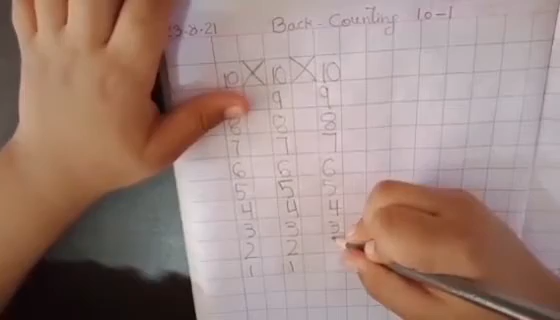 3-8-21 Back-Counting 10-1
10 X 10 X 10
9 9
8 8 8
7 7 7
6 6 6
5 5 5
4 4 4
3 3 3
2 2
1 1